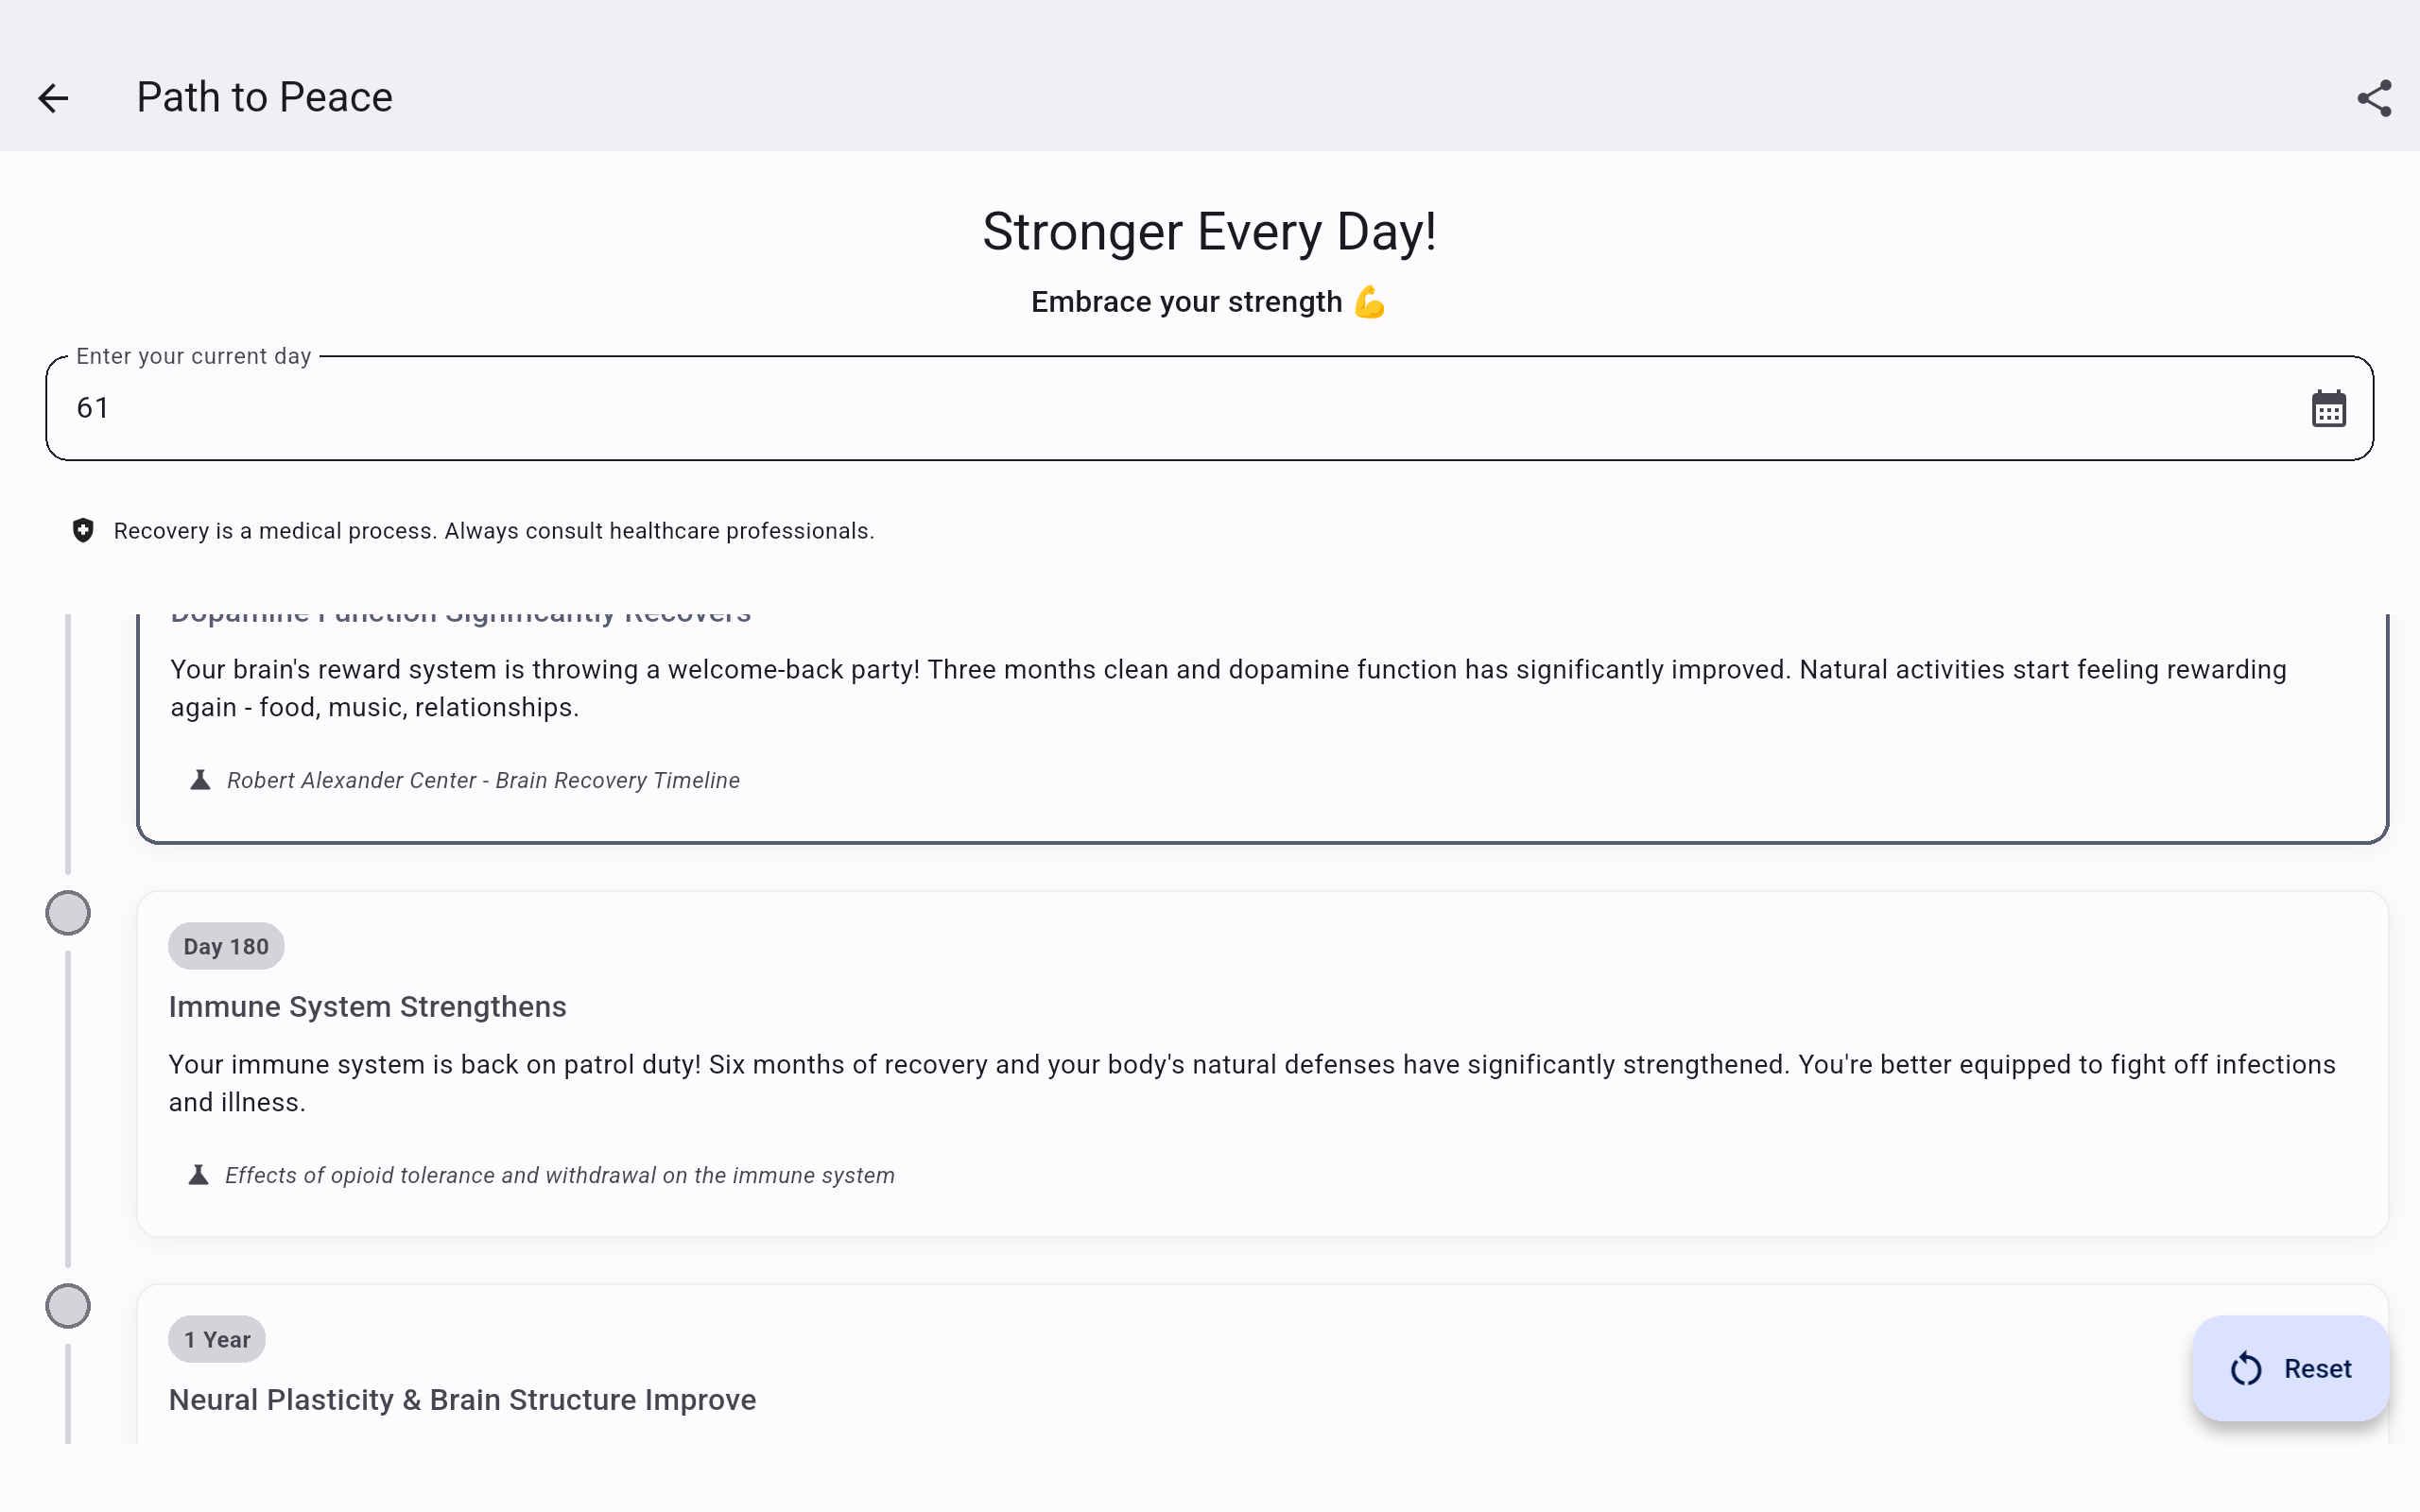 Path to Peace
Stronger Every Day!
Embrace your strength 💪
Enter your current day
61
Recovery is a medical process. Always consult healthcare professionals.
Dopamine Function Significantly Recovers
Your brain's reward system is throwing a welcome-back party! Three months clean and dopamine function has significantly improved. Natural activities start feeling rewarding
again - food, music, relationships.
Robert Alexander Center - Brain Recovery Timeline
Day 180
Immune System Strengthens
Your immune system is back on patrol duty! Six months of recovery and your body's natural defenses have significantly strengthened. You're better equipped to fight off infections
and illness.
Effects of opioid tolerance and withdrawal on the immune system
1 Year
Neural Plasticity & Brain Structure Improve
Reset